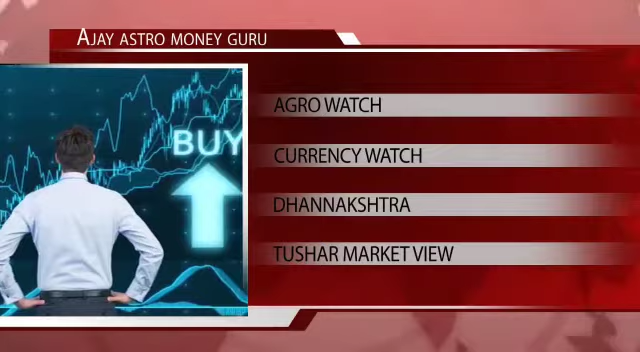 AJAY ASTRO MONEY GURU
BUY
AGRO WATCH
CURRENCY WATCH
DHANNAKSHTRA
TUSHAR MARKET VIEW